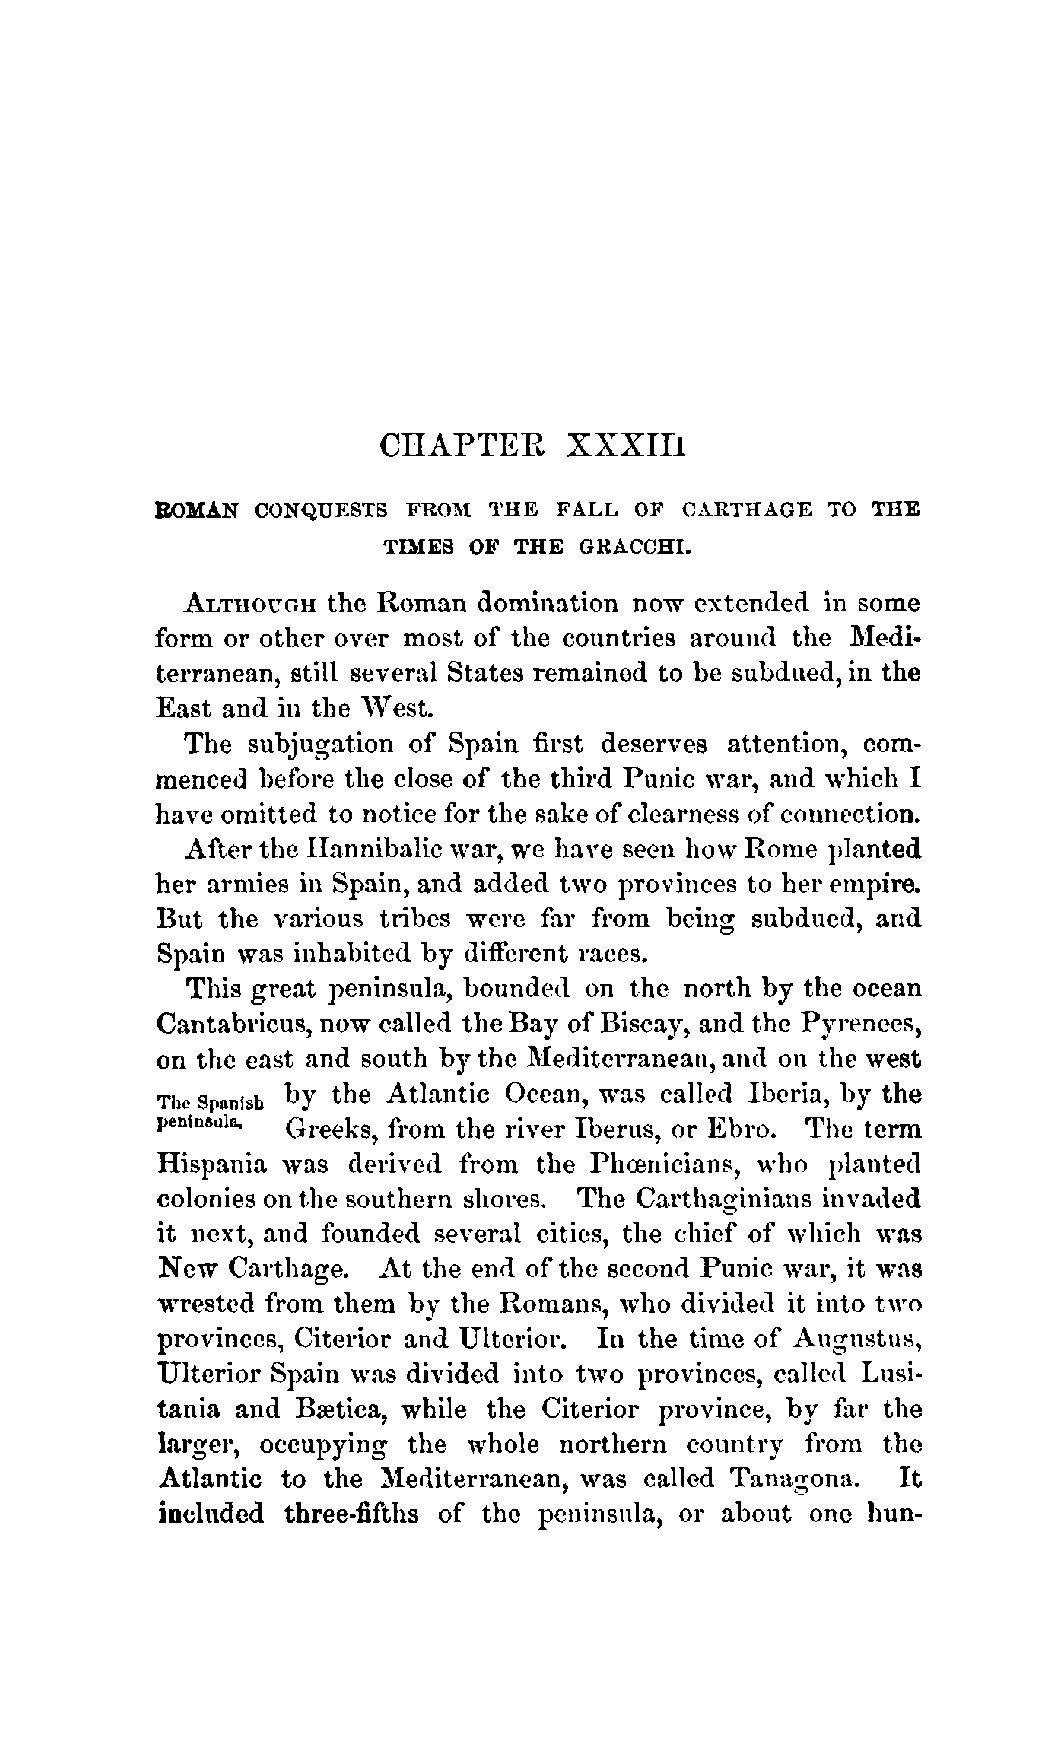 CHAPTER XXXIII
ROMAN CONQUESTS FROM THE FALL OF CARTHAGE TO THE
TIMES OF THE GRACCHI.
ALTHOUGH the Roman domination now extended in some
form or other over most of the countries around the Medi-
terranean, still several States remained to be subdued, in the
East and in the West.
The subjugation of Spain first deserves attention, com-
menced before the close of the third Punic war, and which I
have omitted to notice for the sake of clearness of connection.
After the Hannibalic war, we have seen how Rome planted
her armies in Spain, and added two provinces to her empire.
But the various tribes were far from being subdued, and
Spain was inhabited by different races.
This great peninsula, bounded on the north by the ocean
Cantabricus, now called the Bay of Biscay, and the Pyrenees,
on the east and south by the Mediterranean, and on the west
The Spanish
peninsula.
by the Atlantic Ocean, was called Iberia, by the
Greeks, from the river Iberus, or Ebro. The term
Hispania was derived from the Phœnicians, who planted
colonies on the southern shores. The Carthaginians invaded
it next, and founded several cities, the chief of which was
New Carthage. At the end of the second Punic war, it was
wrested from them by the Romans, who divided it into two
provinces, Citerior and Ulterior. In the time of Augustus,
Ulterior Spain was divided into two provinces, called Lusi-
tania and Bætica, while the Citerior province, by far the
larger, occupying the whole northern country from the
Atlantic to the Mediterranean, was called Tanagona. It
included three-fifths of the peninsula, or about one hun-